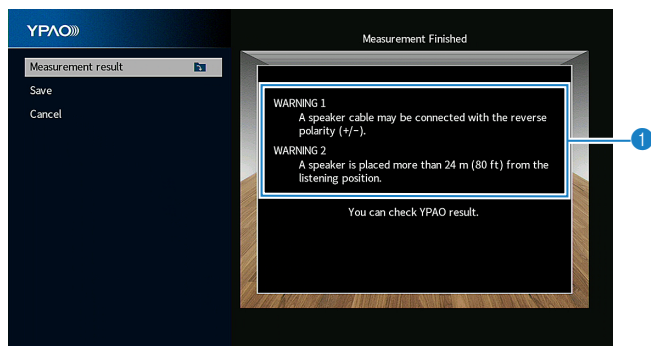 YPAO
Measurement Finished
Measurement result
Save
Cancel
WARNING 1
A speaker cable may be connected with the reverse
polarity (+/-).
WARNING 2
A speaker is placed more than 24 m (80 ft) from the
listening position.
You can check YPAO result.
1